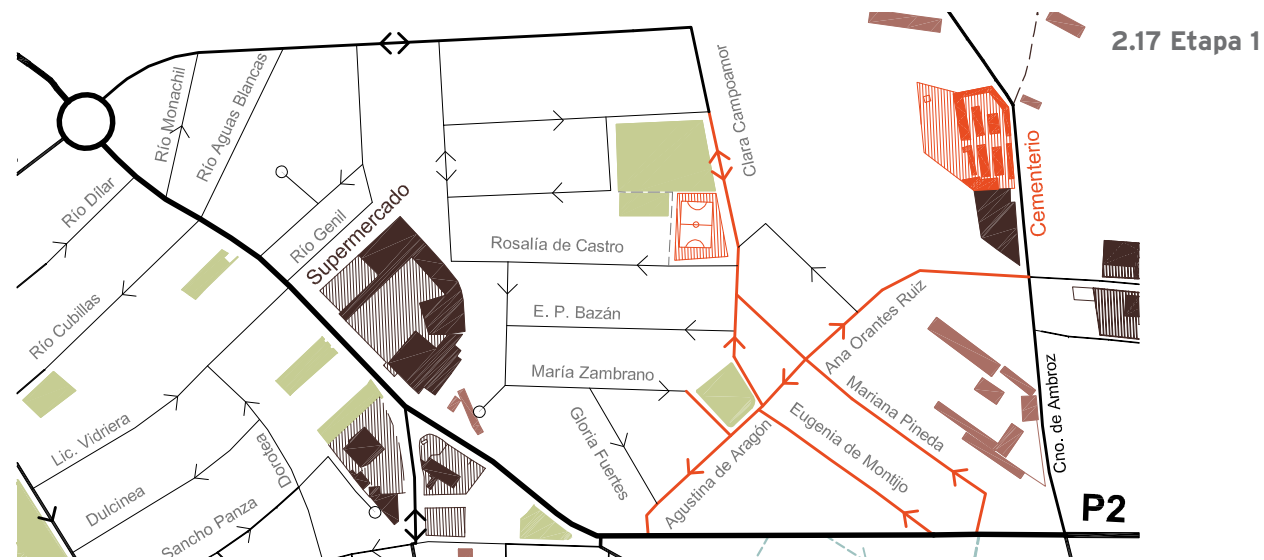 2.17 Etapa 1
Río Monachil
Río Aguas Blancas
Clara Campoamor
Cementerio
Río Dílar
Río Genil
Supermercado
Rosalía de Castro
Río Cubillas
E. P. Bazán
Ana Orantes Ruiz
María Zambrano
Mariana Pineda
Cno. de Ambroz
Lic. Vidriera
Dorotea
Gloria Fuertes
Agustina de Aragón
Eugenia de Montijo
Dulcinea
Sancho Panza
P2